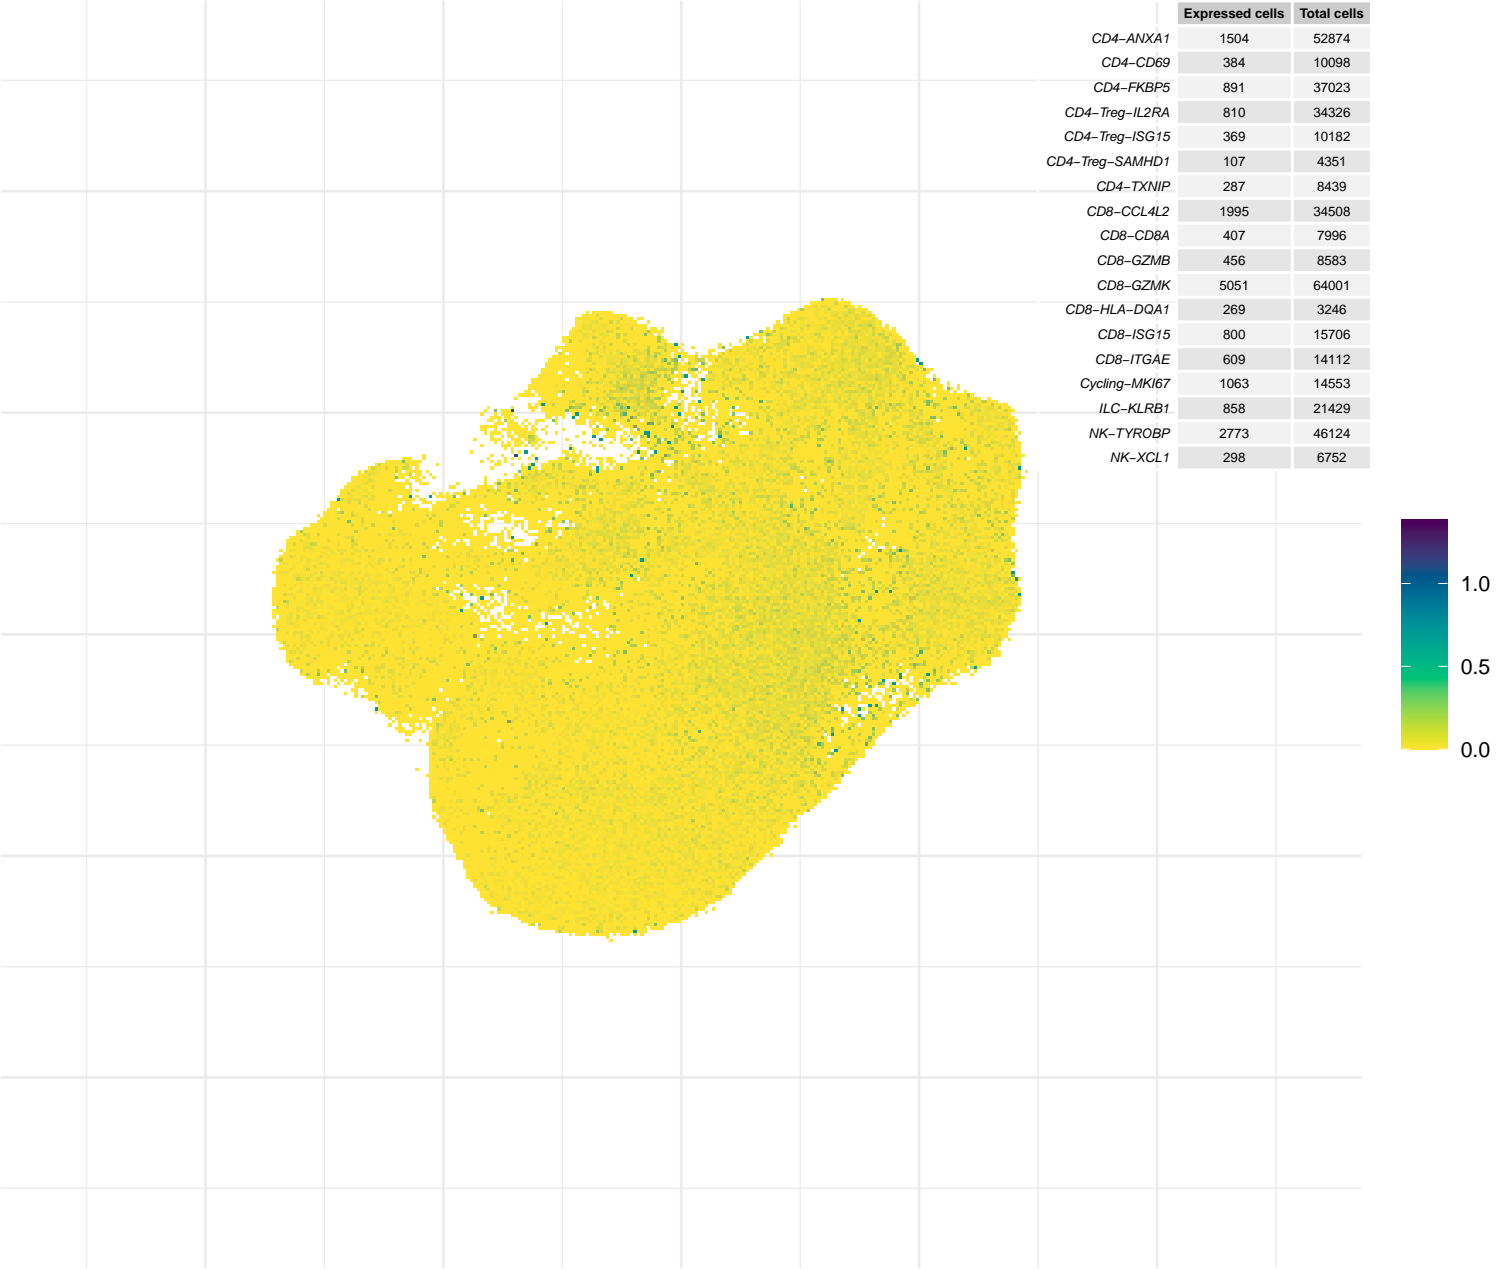 Expressed cells Total cells
CD4−ANXA1 1504 52874
CD4−CD69 384 10098
CD4−FKBP5 891 37023
CD4−Treg−IL2RA 810 34326
CD4−Treg−ISG15 369 10182
CD4−Treg−SAMHD1 107 4351
CD4−TXNIP 287 8439
CD8−CCL4L2 1995 34508
CD8−CD8A 407 7996
CD8−GZMB 456 8583
CD8−GZMK 5051 64001
CD8−HLA−DQA1 269 3246
CD8−ISG15 800 15706
CD8−ITGAE 609 14112
Cycling−MKI67 1063 14553
ILC−KLRB1 858 21429
NK−TYROBP 2773 46124
NK−XCL1 298 6752
1.0
0.5
0.0